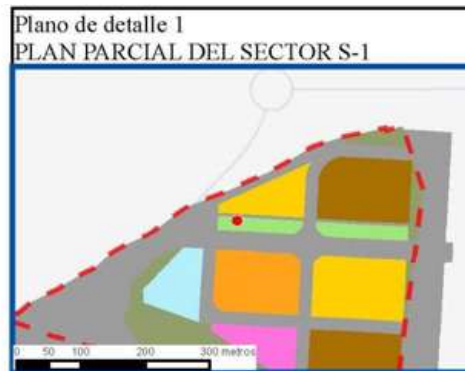 Plano de detalle 1
PLAN PARCIAL DEL SECTOR S-1
0 50 100 200 300 metros